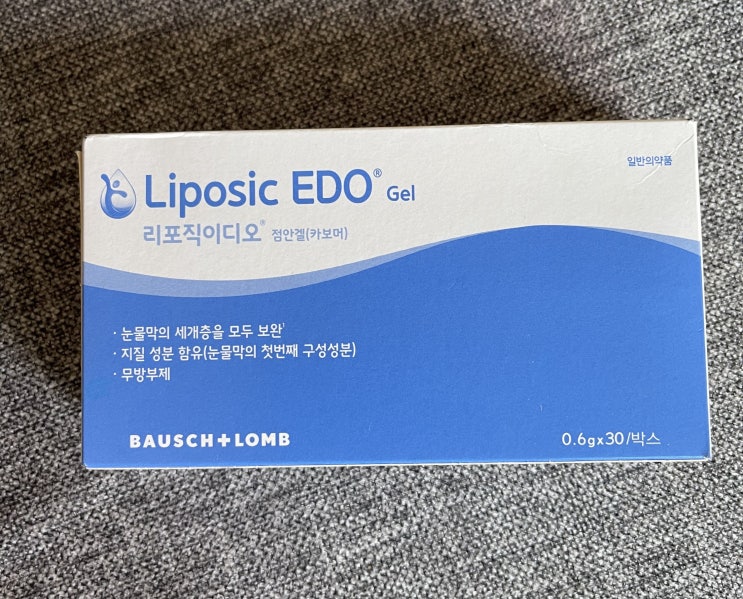 일반의약품
Liposic EDO® Gel
리포직이디오® 점안겔(카보머)
· 눈물막의 세개층을 모두 보완¹
· 지질 성분 함유(눈물막의 첫번째 구성성분)
· 무방부제
BAUSCH+LOMB
0.6gx30/박스